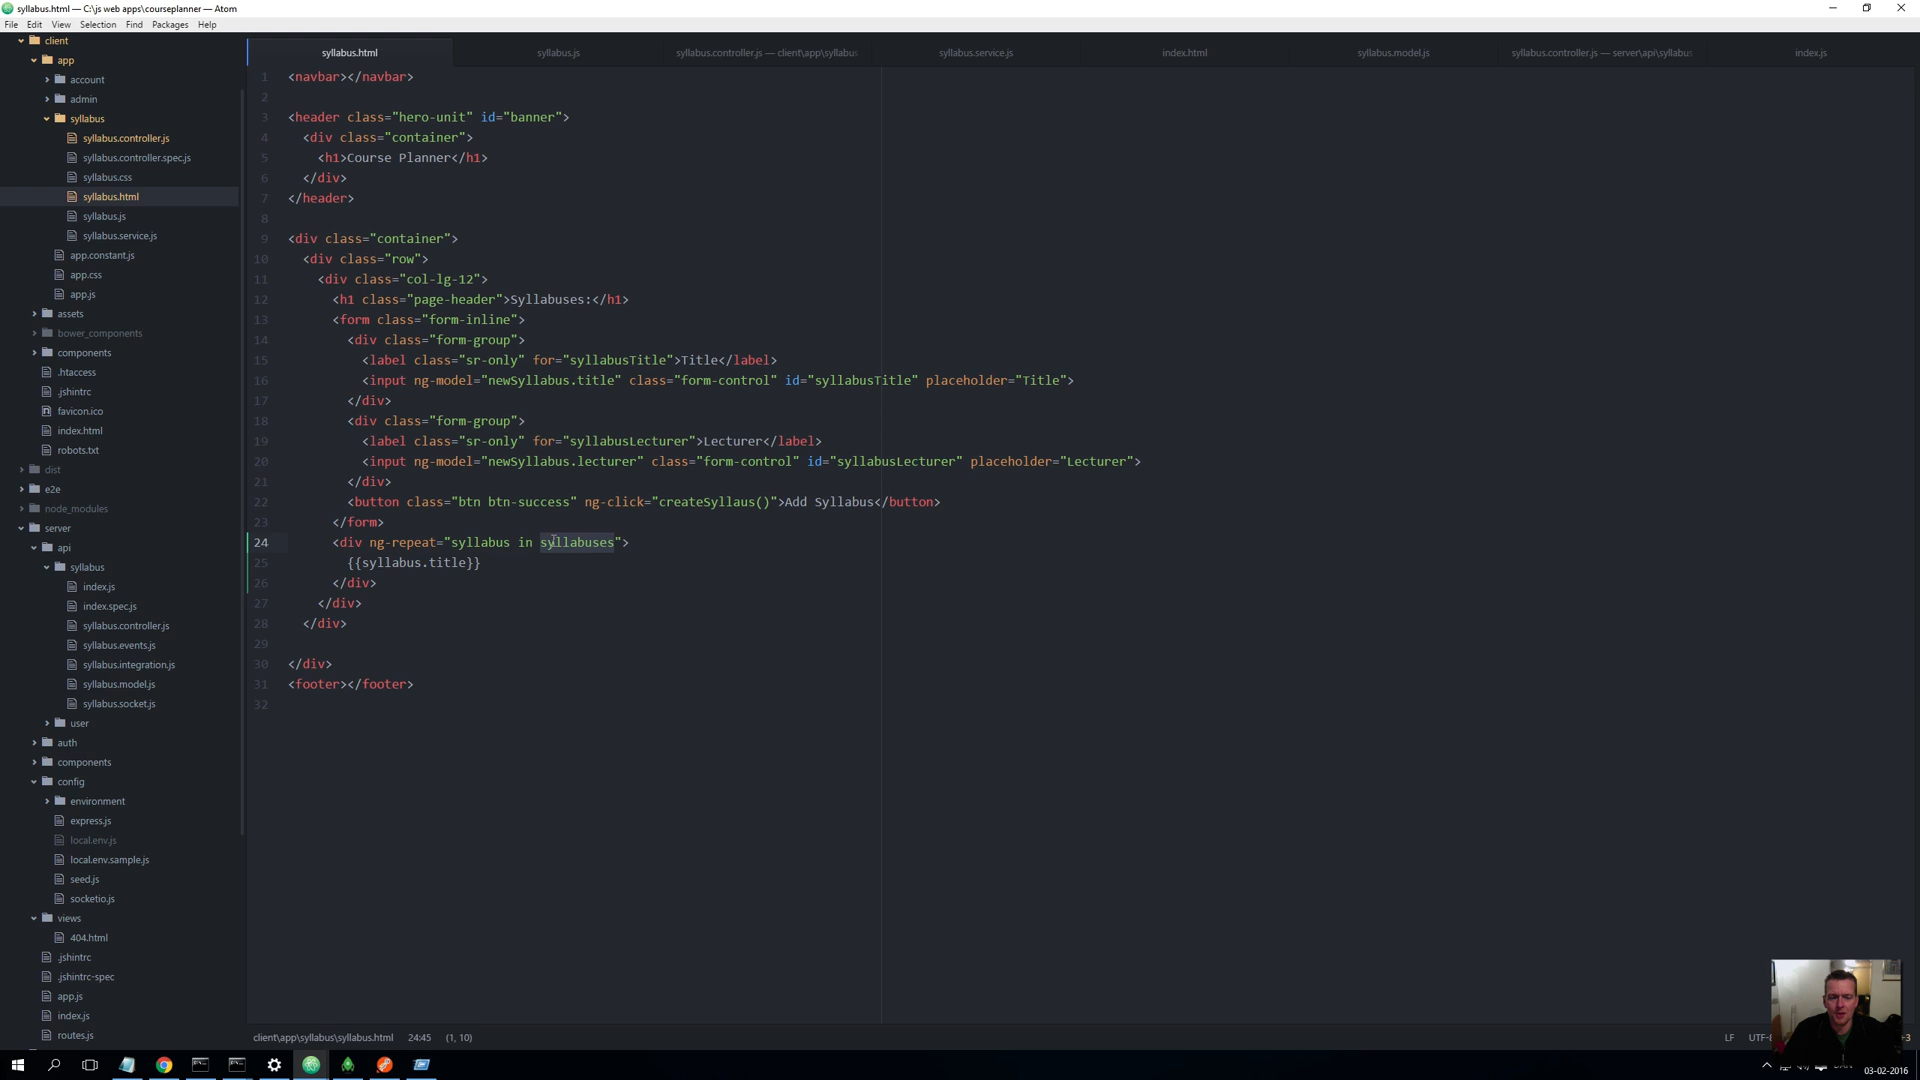 syllabus.html — C:\js web apps\courseplanner — Atom
File Edit View Selection Find Packages Help
client
app
account
admin
syllabus
syllabus.controller.js
syllabus.controller.spec.js
syllabus.css
syllabus.html
syllabus.js
syllabus.service.js
app.constant.js
app.css
app.js
assets
bower_components
components
.htaccess
.jshintrc
favicon.ico
index.html
robots.txt
dist
e2e
node_modules
server
api
syllabus
index.js
index.spec.js
syllabus.controller.js
syllabus.events.js
syllabus.integration.js
syllabus.model.js
syllabus.socket.js
user
auth
components
config
environment
express.js
local.env.js
local.env.sample.js
seed.js
socketio.js
views
404.html
.jshintrc
.jshintrc-spec
app.js
index.js
routes.js
syllabus.html syllabus.js syllabus.controller.js — client\app\syllabus syllabus.service.js index.html syllabus.model.js syllabus.controller.js — server\api\syllabus index.js
1 <navbar></navbar>
2
3 <header class="hero-unit" id="banner">
4 <div class="container">
5 <h1>Course Planner</h1>
6 </div>
7 </header>
8
9 <div class="container">
10 <div class="row">
11 <div class="col-lg-12">
12 <h1 class="page-header">Syllabuses:</h1>
13 <form class="form-inline">
14 <div class="form-group">
15 <label class="sr-only" for="syllabusTitle">Title</label>
16 <input ng-model="newSyllabus.title" class="form-control" id="syllabusTitle" placeholder="Title">
17 </div>
18 <div class="form-group">
19 <label class="sr-only" for="syllabusLecturer">Lecturer</label>
20 <input ng-model="newSyllabus.lecturer" class="form-control" id="syllabusLecturer" placeholder="Lecturer">
21 </div>
22 <button class="btn btn-success" ng-click="createSyllaus()">Add Syllabus</button>
23 </form>
24 <div ng-repeat="syllabus in syllabuses">
25 {{syllabus.title}}
26 </div>
27 </div>
28 </div>
29
30 </div>
31 <footer></footer>
32
client\app\syllabus\syllabus.html 24:45 (1, 10) LF UTF-8 +3
03-02-2016